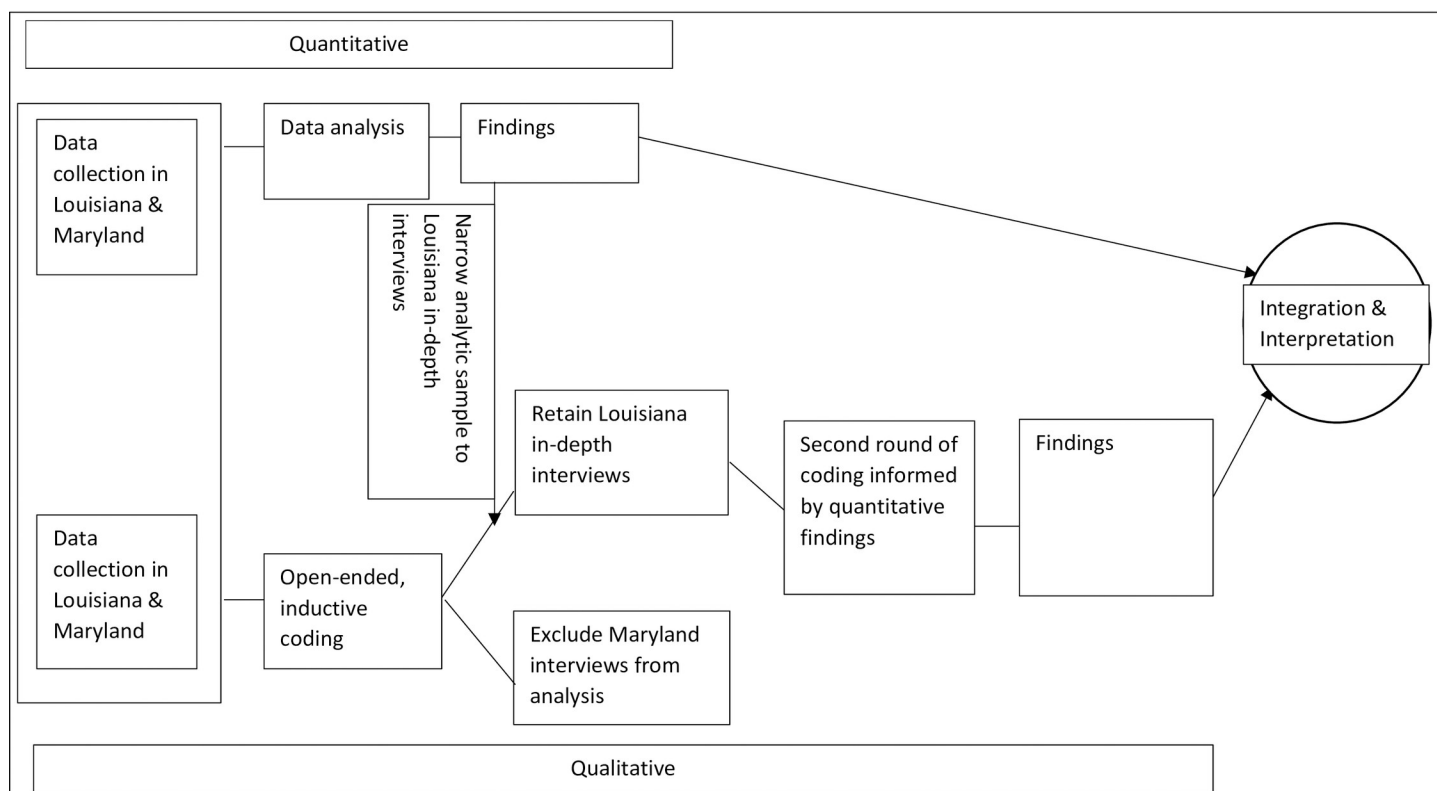 Quantitative
Data
collection in
Louisiana &
Maryland
Data analysis
Findings
Narrow analytic sample to
Louisiana in-depth
interviews
Integration &
Interpretation
Retain Louisiana
in-depth
interviews
Second round of
coding informed
by quantitative
findings
Findings
Data
collection in
Louisiana &
Maryland
Open-ended,
inductive
coding
Exclude Maryland
interviews from
analysis
Qualitative